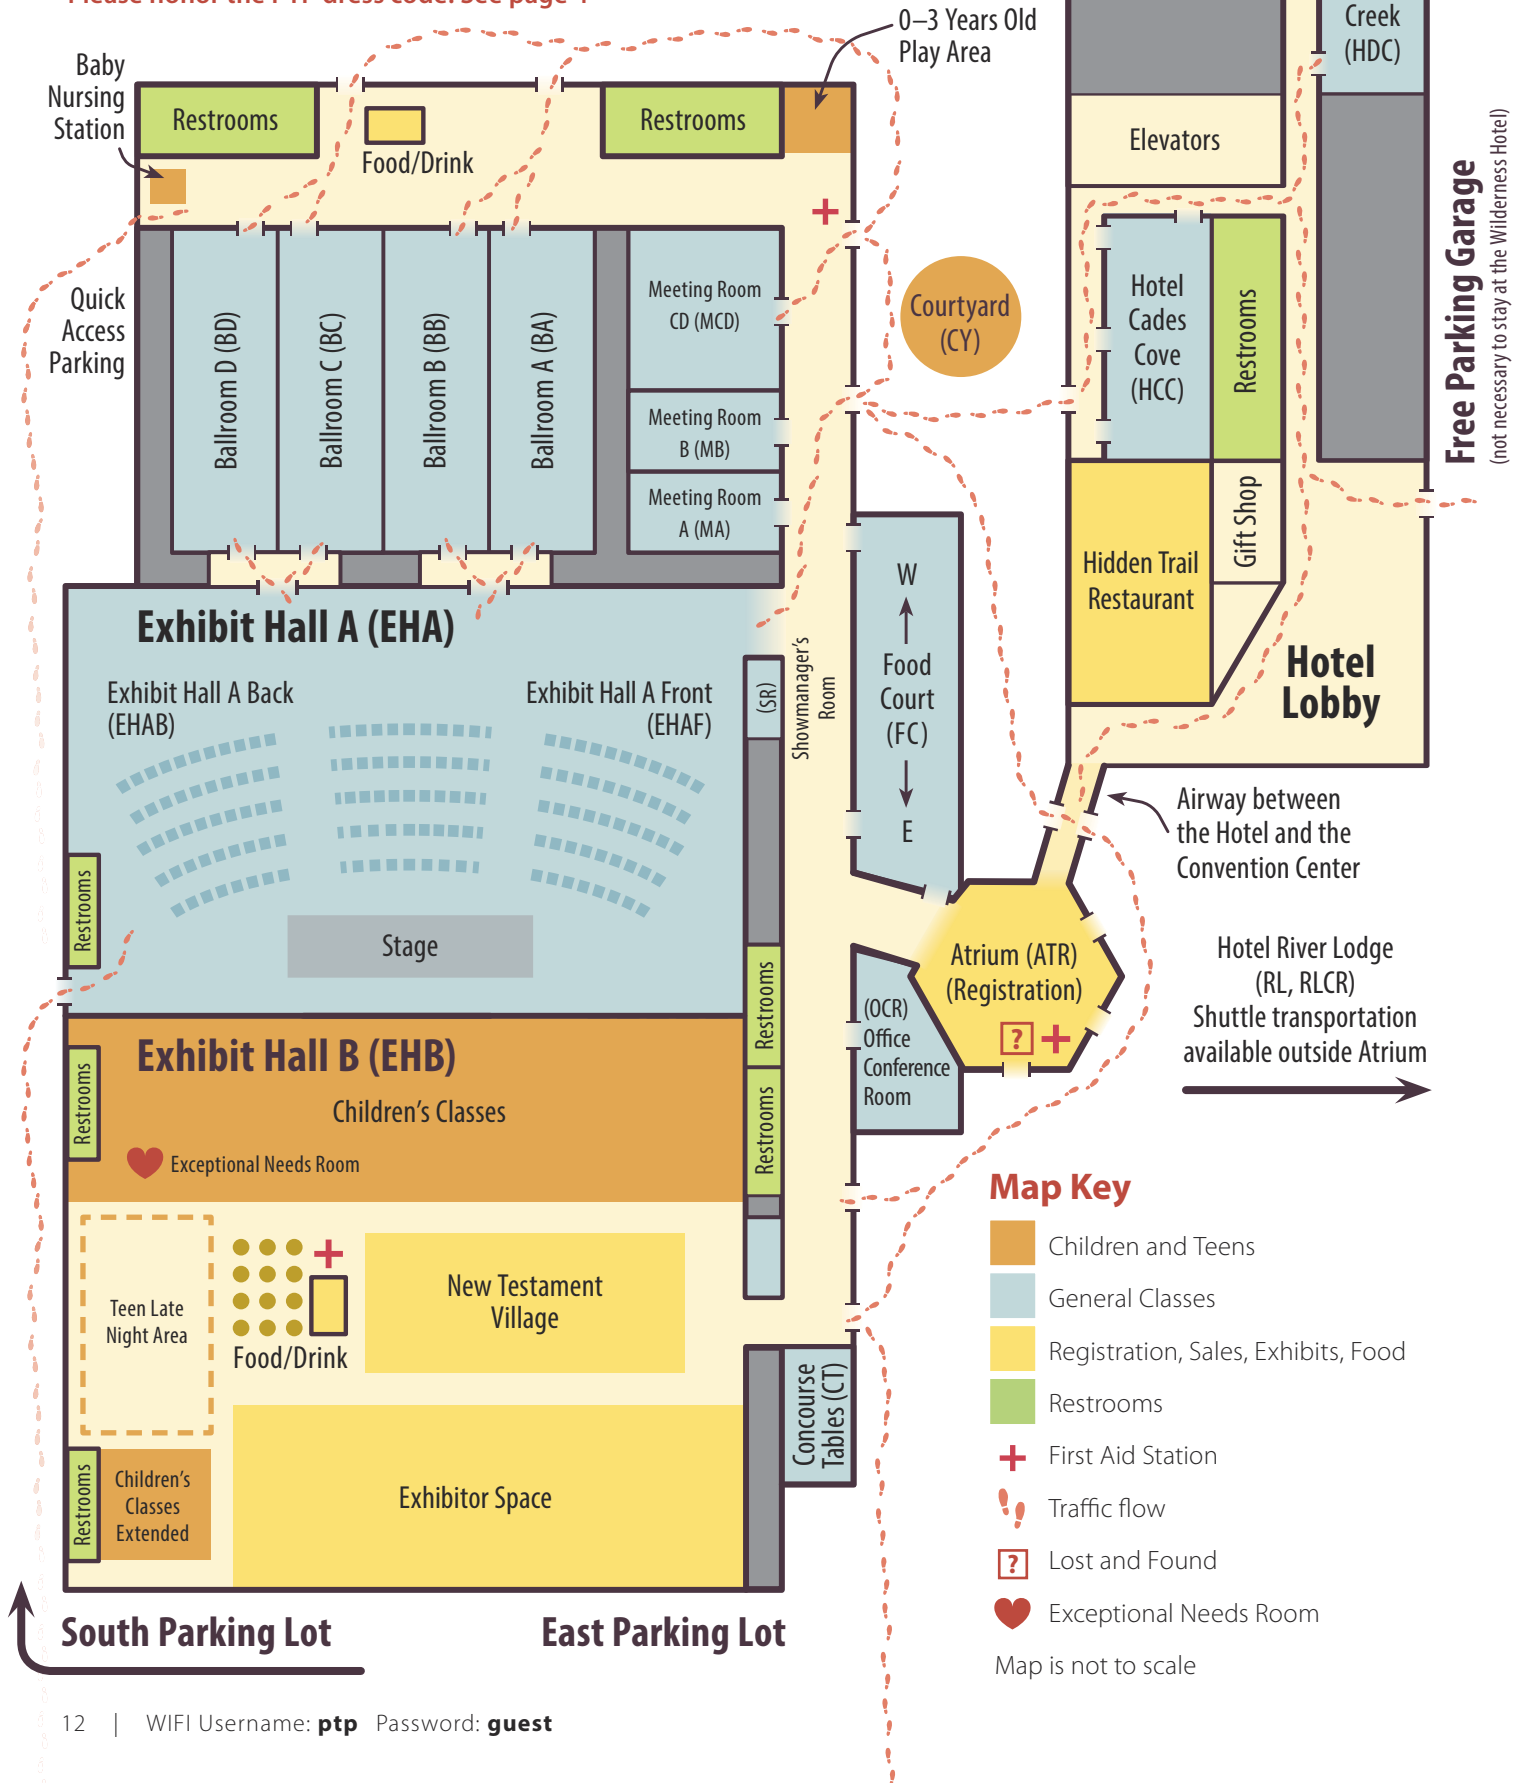 0–3 Years Old
Play Area
Creek
(HDC)
Baby
Nursing
Station
Restrooms
Food/Drink
Restrooms
Elevators
Free Parking Garage
(not necessary to stay at the Wilderness Hotel)
Quick
Access
Parking
Ballroom D (BD)
Ballroom C (BC)
Ballroom B (BB)
Ballroom A (BA)
Meeting Room
CD (MCD)
Meeting Room
B (MB)
Meeting Room
A (MA)
Courtyard
(CY)
Hotel
Cades
Cove
(HCC)
Restrooms
Hidden Trail
Restaurant
Gift Shop
Hotel
Lobby
W
Food
Court
(FC)
E
Exhibit Hall A (EHA)
Exhibit Hall A Back
(EHAB)
Exhibit Hall A Front
(EHAF)
(SR)
Showmanager's
Room
Restrooms
Stage
Restrooms
Airway between
the Hotel and the
Convention Center
Atrium (ATR)
(Registration)
?
(OCR)
Office
Conference
Room
Hotel River Lodge
(RL, RLCR)
Shuttle transportation
available outside Atrium
Exhibit Hall B (EHB)
Children's Classes
Exceptional Needs Room
Restrooms
Restrooms
Teen Late
Night Area
Food/Drink
New Testament
Village
Concourse
Tables (CT)
Restrooms
Children's
Classes
Extended
Exhibitor Space
South Parking Lot
East Parking Lot
Map Key
Children and Teens
General Classes
Registration, Sales, Exhibits, Food
Restrooms
First Aid Station
Traffic flow
? Lost and Found
Exceptional Needs Room
Map is not to scale
12 | WIFI Username: ptp Password: guest